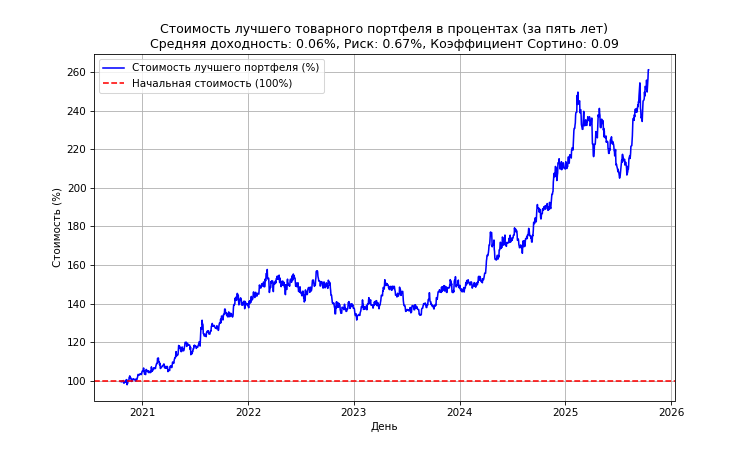 Стоимость лучшего товарного портфеля в процентах (за пять лет)
Средняя доходность: 0.06%, Риск: 0.67%, Коэффициент Сортино: 0.09
Стоимость лучшего портфеля (%)
Начальная стоимость (100%)
Стоимость (%)
260
240
220
200
180
160
140
120
100
2021
2022
2023
2024
2025
2026
День